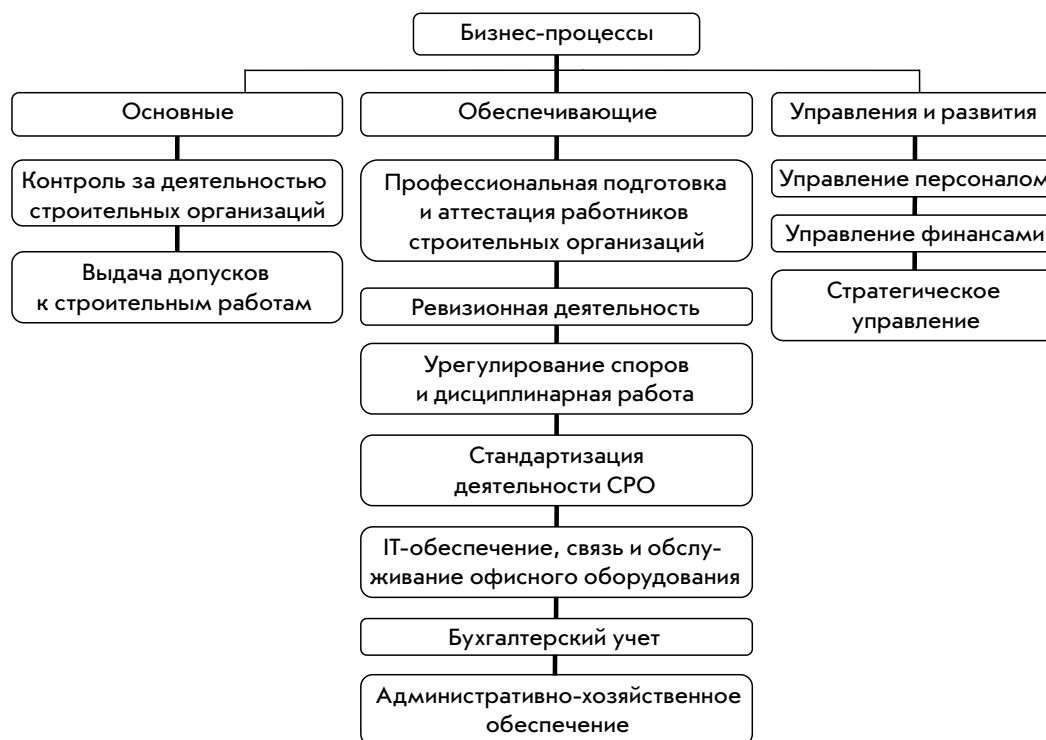 Бизнес-процессы
Основные
Контроль за деятельностью
строительных организаций
Выдача допусков
к строительным работам
Обеспечивающие
Профессиональная подготовка
и аттестация работников
строительных организаций
Ревизионная деятельность
Урегулирование споров
и дисциплинарная работа
Стандартизация
деятельности СРО
IT-обеспечение, связь и обслу-
живание офисного оборудования
Бухгалтерский учет
Административно-хозяйственное
обеспечение
Управления и развития
Управление персоналом
Управление финансами
Стратегическое
управление